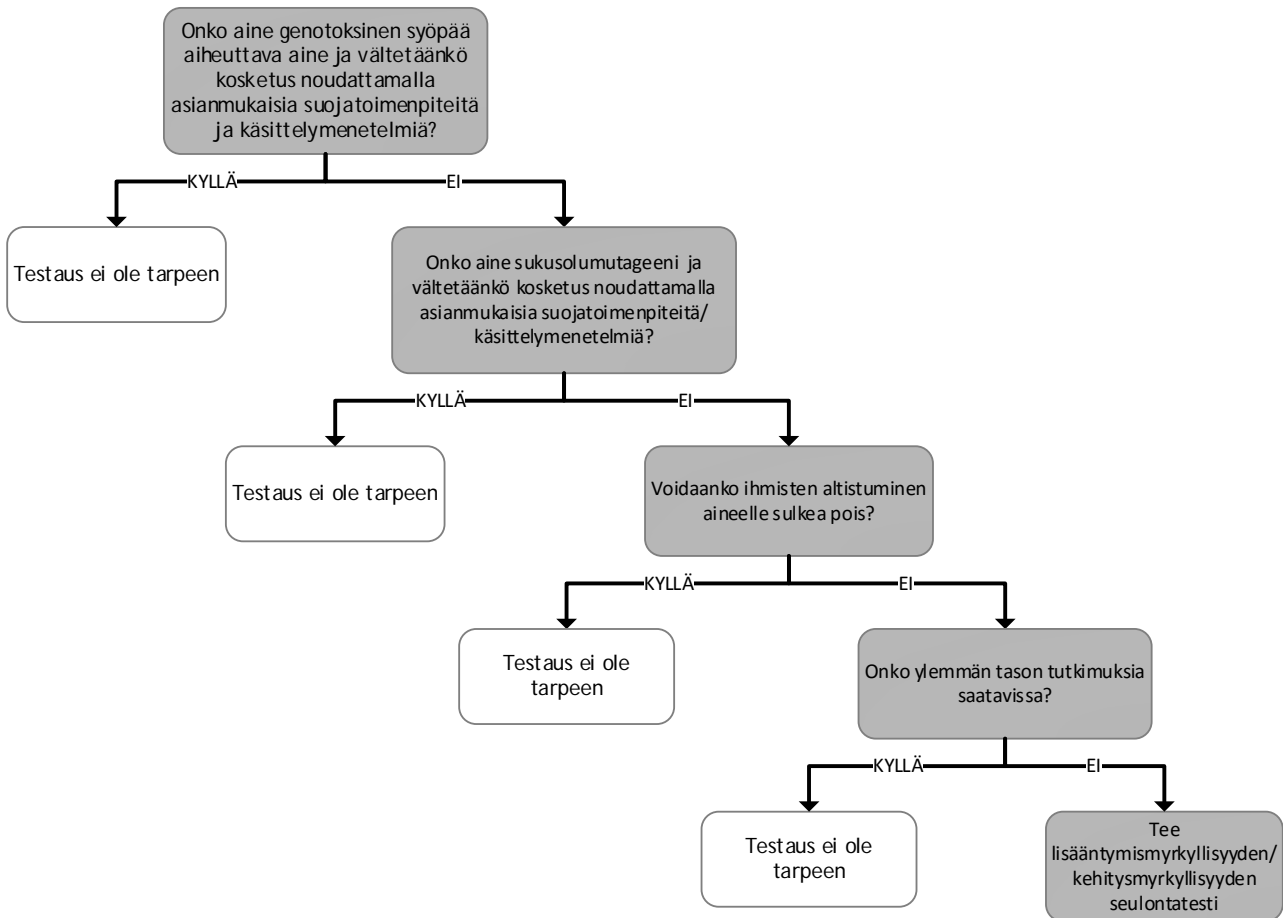 Onko aine genotoksinen syöpää
aiheuttava aine ja vältetäänkö
kosketus noudattamalla
asianmukaisia suojatoimenpiteitä
ja käsittelymenetelmiä?
KYLLÄ
EI
Testaus ei ole tarpeen
Onko aine sukusolumutageeni ja
vältetäänkö kosketus noudattamalla
asianmukaisia suojatoimenpiteitä/
käsittelymenetelmiä?
KYLLÄ
EI
Testaus ei ole tarpeen
Voidaanko ihmisten altistuminen
aineelle sulkea pois?
KYLLÄ
EI
Testaus ei ole
tarpeen
Onko ylemmän tason tutkimuksia
saatavissa?
KYLLÄ
EI
Testaus ei ole
tarpeen
Tee
lisääntymismyrkyllisyyden/
kehitysmyrkyllisyyden
seulontatesti